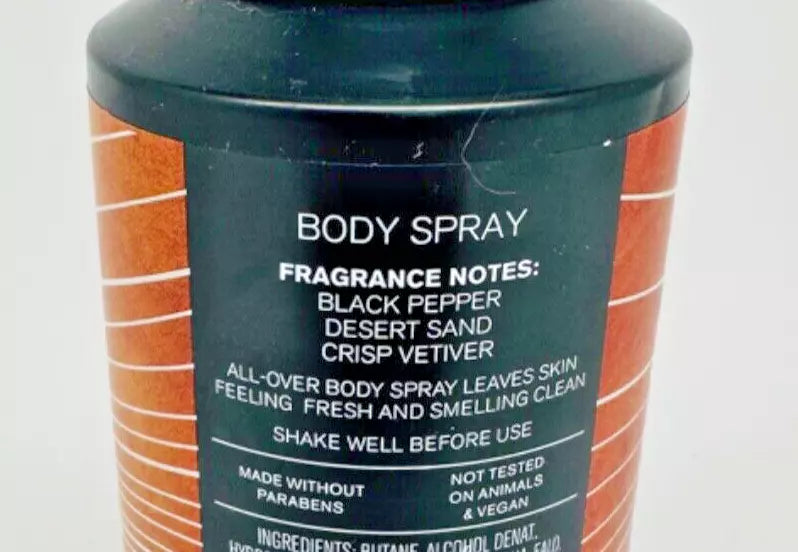 BODY SPRAY
FRAGRANCE NOTES:
BLACK PEPPER
DESERT SAND
CRISP VETIVER
ALL-OVER BODY SPRAY LEAVES SKIN
FEELING FRESH AND SMELLING CLEAN
SHAKE WELL BEFORE USE
MADE WITHOUT
PARABENS
NOT TESTED
ON ANIMALS
& VEGAN
INGREDIENTS: BUTANE, ALCOHOL DENAT.,